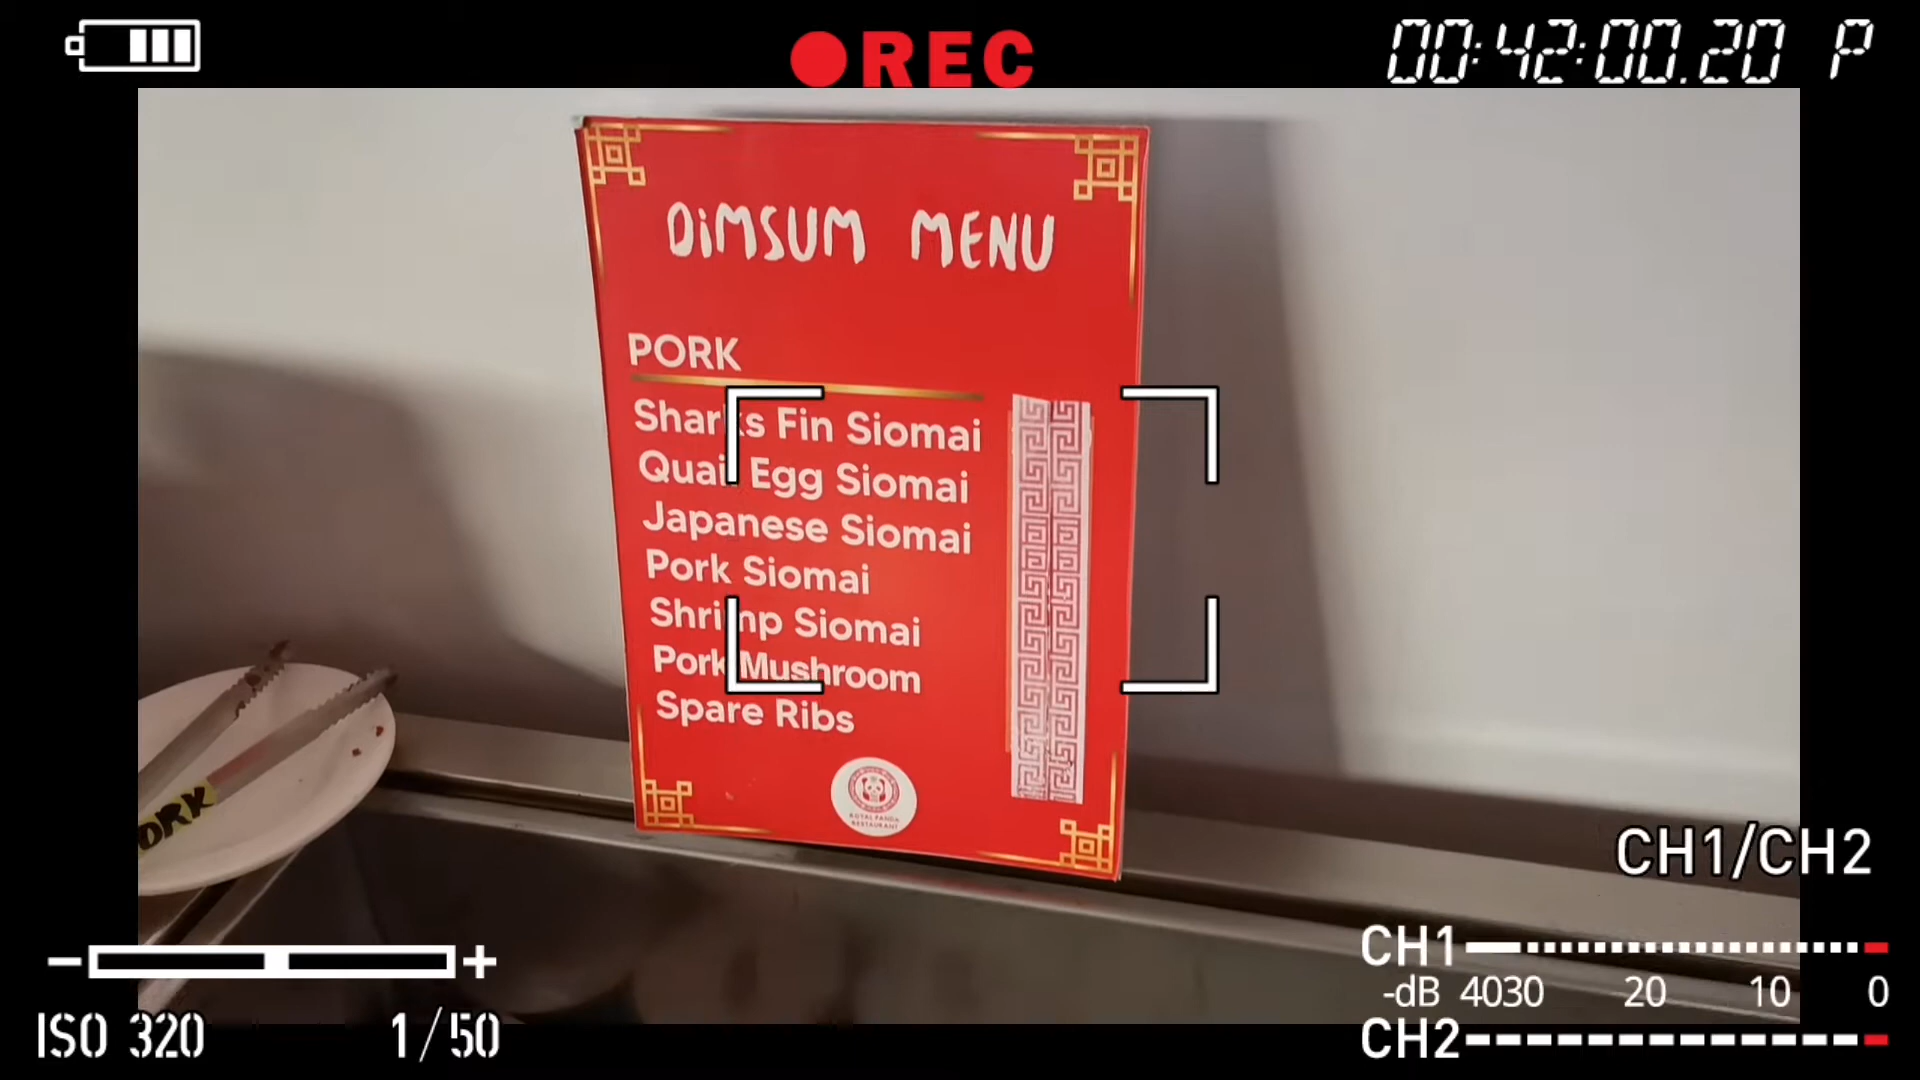 REC
00:42:00.20 P
DiMSUM MENU
PORK
Sharks Fin Siomai
Quail Egg Siomai
Japanese Siomai
Pork Siomai
Shrimp Siomai
Pork Mushroom
Spare Ribs
ROYAL PANDA
RESTAURANT
ORK
CH1/CH2
CH1
-dB 4030 20 10 0
CH2
ISO 320
1/50